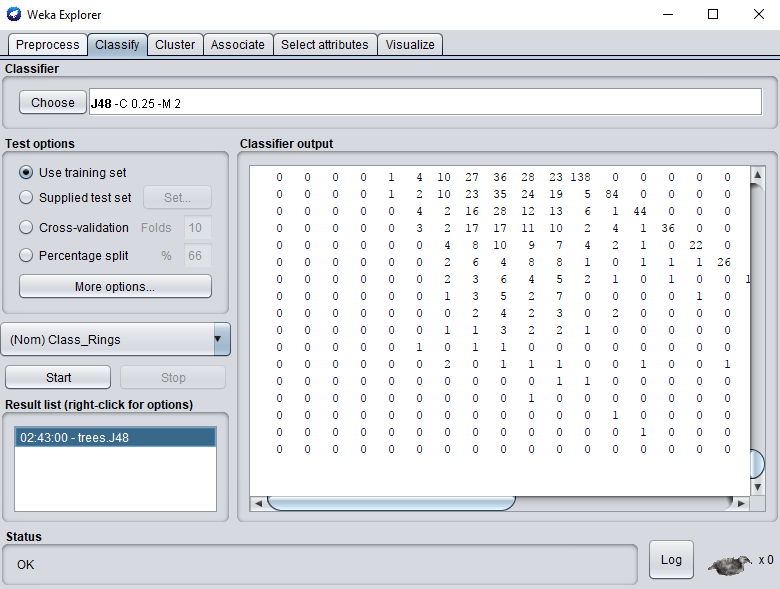 Weka Explorer
Preprocess Classify Cluster Associate Select attributes Visualize
Classifier
Choose J48 -C 0.25 -M 2
Test options
Use training set
Supplied test set Set...
Cross-validation Folds 10
Percentage split % 66
More options...
(Nom) Class_Rings
Start Stop
Result list (right-click for options)
02:43:00 - trees.J48
Classifier output
0 0 0 0 1 4 10 27 36 28 23 138 0 0 0 0 0
0 0 0 0 1 2 10 23 35 24 19 5 84 0 0 0 0
0 0 0 0 0 4 2 16 28 12 13 6 1 44 0 0 0
0 0 0 0 0 3 2 17 17 11 10 2 4 1 36 0 0
0 0 0 0 0 0 4 8 10 9 7 4 2 1 0 22 0
0 0 0 0 0 0 2 6 4 8 8 1 0 1 1 1 26
0 0 0 0 0 0 2 3 6 4 5 2 1 0 1 0 0 1
0 0 0 0 0 0 1 3 5 2 7 0 0 0 0 1 0
0 0 0 0 0 0 0 2 4 2 3 0 2 0 0 0 0
0 0 0 0 0 0 1 1 3 2 2 1 0 0 0 0 0
0 0 0 0 0 1 0 1 1 0 0 0 0 0 0 0 0
0 0 0 0 0 0 2 0 1 1 1 0 0 1 0 0 1
0 0 0 0 0 0 0 0 0 0 1 1 0 0 0 0 0
0 0 0 0 0 0 0 0 0 1 0 0 0 0 0 0 0
0 0 0 0 0 0 0 0 0 0 0 0 1 0 0 0 0
0 0 0 0 0 0 0 0 0 0 0 0 0 1 0 0 0
0 0 0 0 0 0 0 0 0 0 0 0 0 0 0 0 0
Status
OK
Log x 0